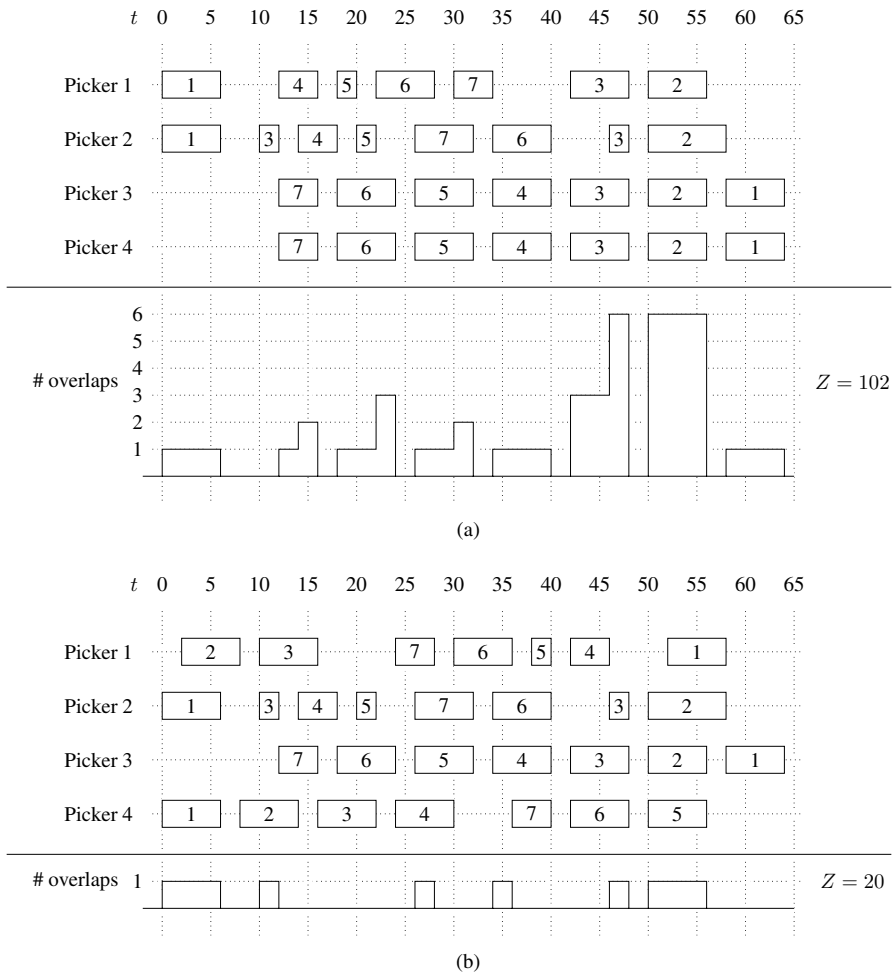 t 0 5 10 15 20 25 30 35 40 45 50 55 60 65
Picker 1 1 4 5 6 7 3 2
Picker 2 1 3 4 5 7 6 3 2
Picker 3 7 6 5 4 3 2 1
Picker 4 7 6 5 4 3 2 1
6
5
4
# overlaps 3 Z = 102
2
1
(a)
t 0 5 10 15 20 25 30 35 40 45 50 55 60 65
Picker 1 2 3 7 6 5 4 1
Picker 2 1 3 4 5 7 6 3 2
Picker 3 7 6 5 4 3 2 1
Picker 4 1 2 3 4 7 6 5
# overlaps 1 Z = 20
(b)